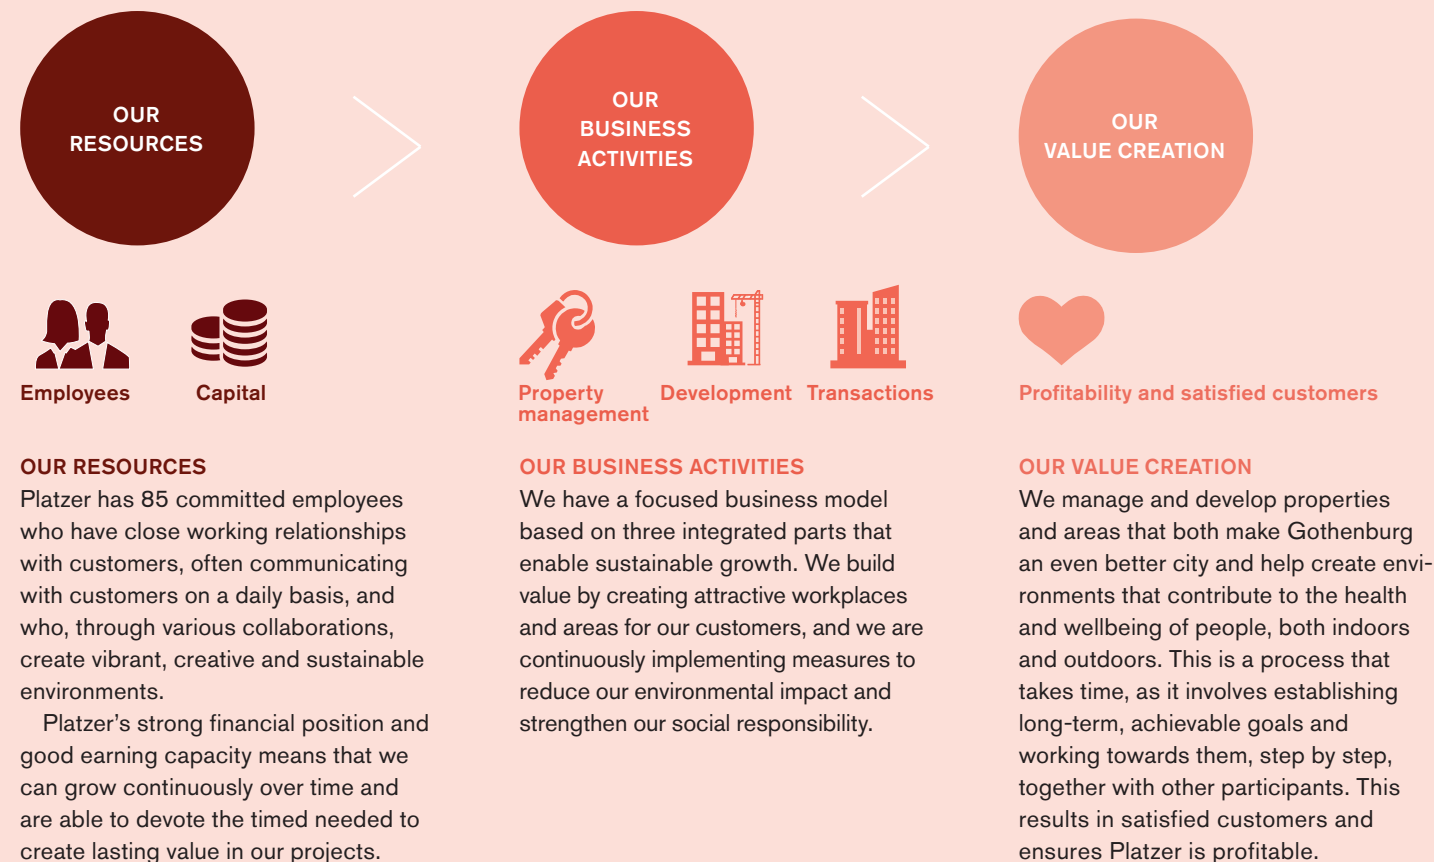 OUR
RESOURCES
OUR
BUSINESS
ACTIVITIES
OUR
VALUE CREATION
Employees
Capital
Property
management
Development
Transactions
Profitability and satisfied customers
OUR RESOURCES
Platzer has 85 committed employees
who have close working relationships
with customers, often communicating
with customers on a daily basis, and
who, through various collaborations,
create vibrant, creative and sustainable
environments.
Platzer’s strong financial position and
good earning capacity means that we
can grow continuously over time and
are able to devote the timed needed to
create lasting value in our projects.
OUR BUSINESS ACTIVITIES
We have a focused business model
based on three integrated parts that
enable sustainable growth. We build
value by creating attractive workplaces
and areas for our customers, and we are
continuously implementing measures to
reduce our environmental impact and
strengthen our social responsibility.
OUR VALUE CREATION
We manage and develop properties
and areas that both make Gothenburg
an even better city and help create envi-
ronments that contribute to the health
and wellbeing of people, both indoors
and outdoors. This is a process that
takes time, as it involves establishing
long-term, achievable goals and
working towards them, step by step,
together with other participants. This
results in satisfied customers and
ensures Platzer is profitable.